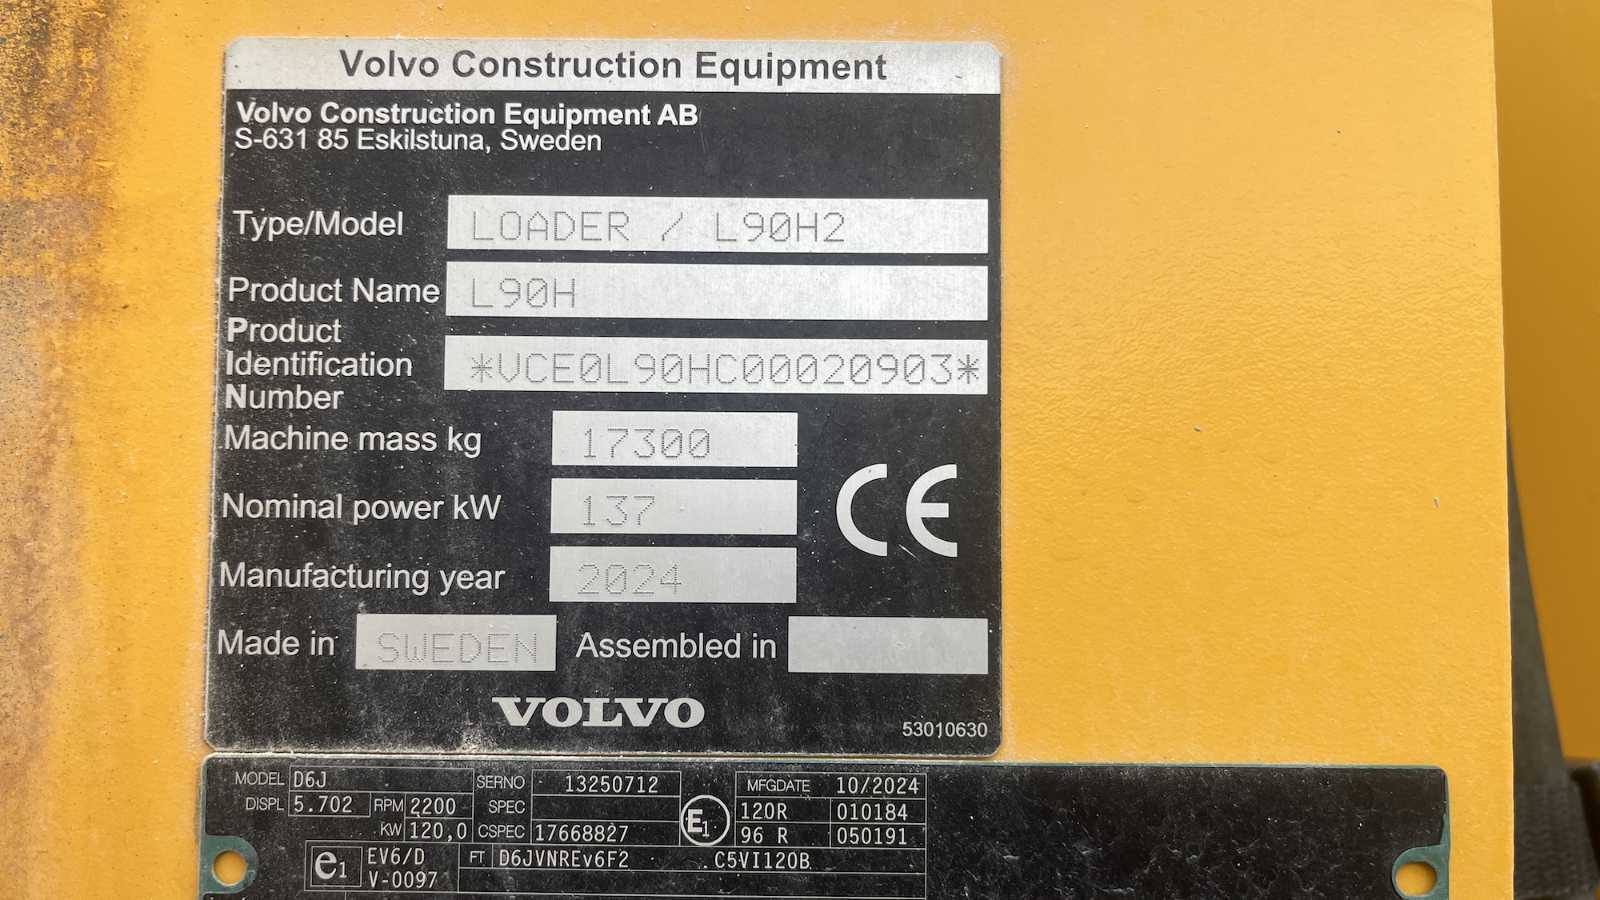 Volvo Construction Equipment
Volvo Construction Equipment AB
S-631 85 Eskilstuna, Sweden
Type/Model LOADER / L90H2
Product Name L90H
Product
Identification *VCE0L90HC00020903*
Number
Machine mass kg 17300
Nominal power kW 137
CE
Manufacturing year 2024
Made in SWEDEN Assembled in
VOLVO
53010630
MODEL D6J SERNO 13250712 MFGDATE 10/2024
DISPL 5.702 RPM 2200 SPEC E1 120R 010184
KW 120,0 CSPEC 17668827 96 R 050191
e1 EV6/D FT D6JVNREv6F2 .C5VI120B
V-0097